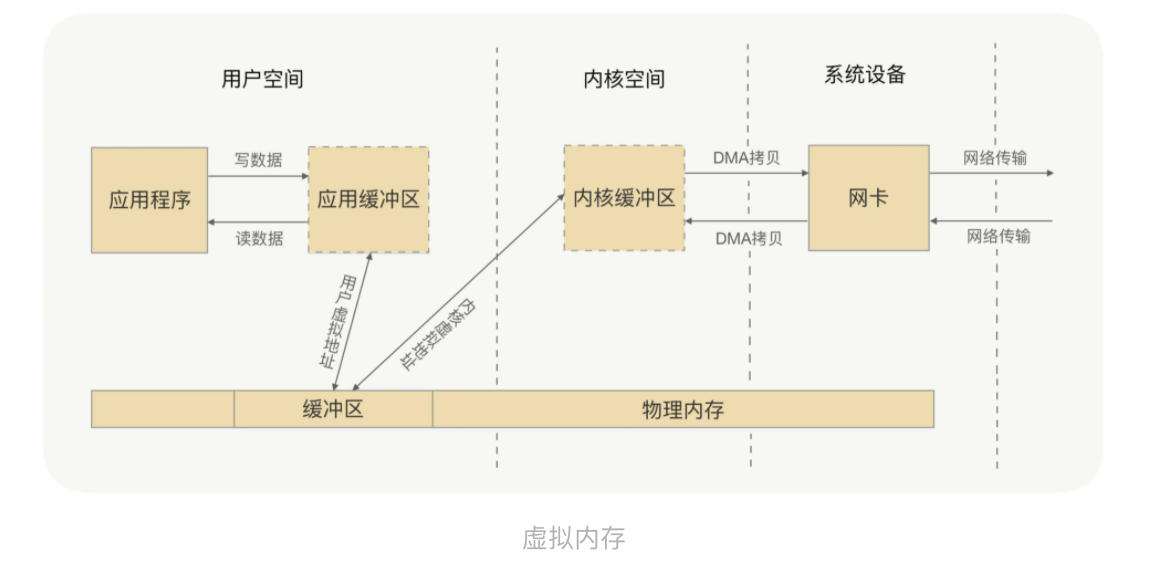 用户空间
内核空间
系统设备
应用程序
写数据
读数据
应用缓冲区
内核缓冲区
DMA拷贝
DMA拷贝
网卡
网络传输
网络传输
用户虚拟地址
内核虚拟地址
缓冲区
物理内存
虚拟内存